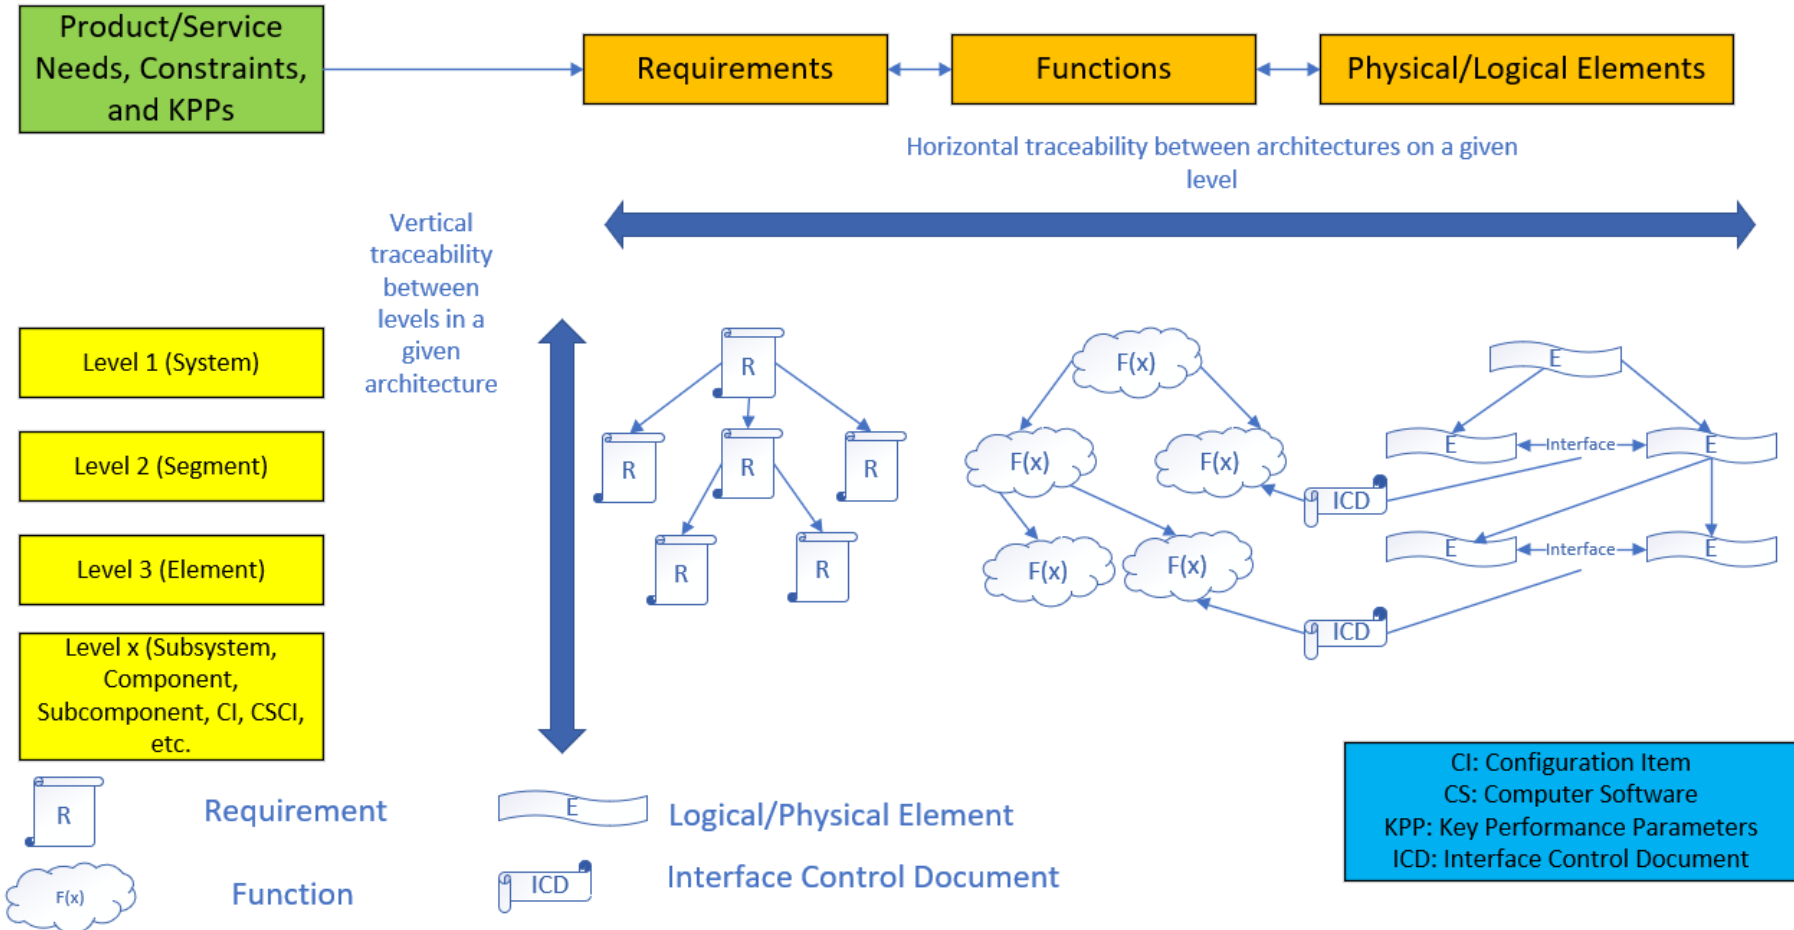 Product/Service
Needs, Constraints,
and KPPs
Requirements
Functions
Physical/Logical Elements
Horizontal traceability between architectures on a given
level
Vertical
traceability
between
levels in a
given
architecture
Level 1 (System)
Level 2 (Segment)
Level 3 (Element)
Level x (Subsystem,
Component,
Subcomponent, CI, CSCI,
etc.
R
R
R
R
R
R
F(x)
F(x)
F(x)
F(x)
F(x)
E
E
Interface
E
ICD
E
Interface
E
ICD
R
Requirement
E
Logical/Physical Element
F(x)
Function
ICD
Interface Control Document
CI: Configuration Item
CS: Computer Software
KPP: Key Performance Parameters
ICD: Interface Control Document